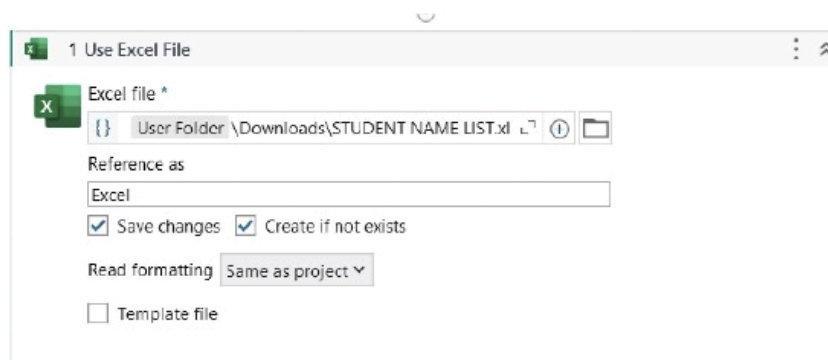 1 Use Excel File
Excel file *
{} User Folder \Downloads\STUDENT NAME LIST.xl
Reference as
Excel
Save changes Create if not exists
Read formatting Same as project
Template file